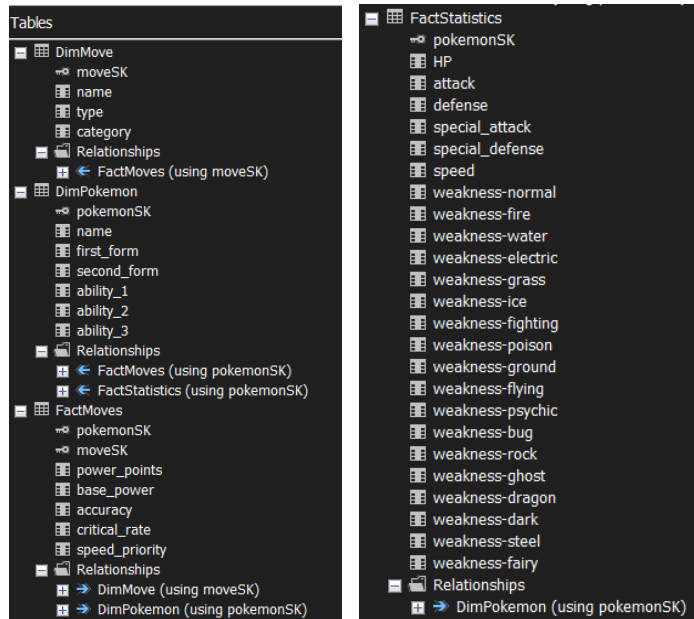 Tables
DimMove
moveSK
name
type
category
Relationships
FactMoves (using moveSK)
DimPokemon
pokemonSK
name
first_form
second_form
ability_1
ability_2
ability_3
Relationships
FactMoves (using pokemonSK)
FactStatistics (using pokemonSK)
FactMoves
pokemonSK
moveSK
power_points
base_power
accuracy
critical_rate
speed_priority
Relationships
DimMove (using moveSK)
DimPokemon (using pokemonSK)
FactStatistics
pokemonSK
HP
attack
defense
special_attack
special_defense
speed
weakness-normal
weakness-fire
weakness-water
weakness-electric
weakness-grass
weakness-ice
weakness-fighting
weakness-poison
weakness-ground
weakness-flying
weakness-psychic
weakness-bug
weakness-rock
weakness-ghost
weakness-dragon
weakness-dark
weakness-steel
weakness-fairy
Relationships
DimPokemon (using pokemonSK)